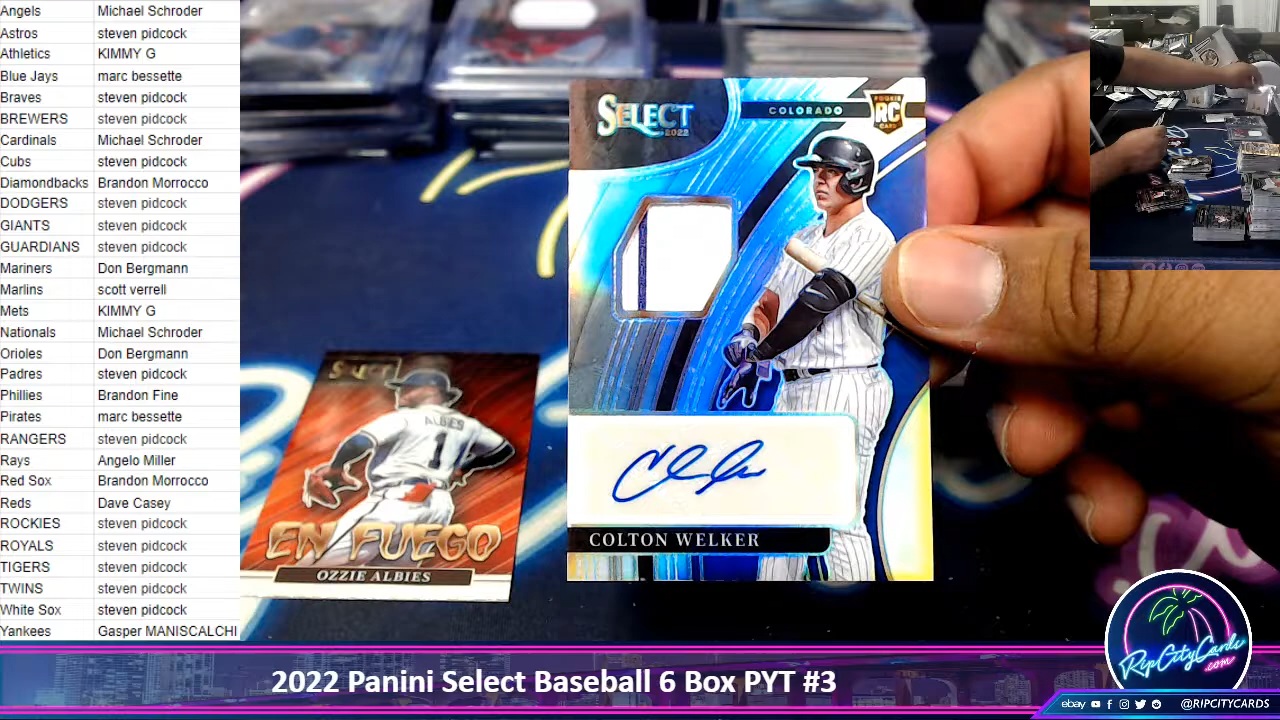 Angels Michael Schroder
Astros steven pidcock
Athletics KIMMY G
Blue Jays marc bessette
Braves steven pidcock
BREWERS steven pidcock
Cardinals Michael Schroder
Cubs steven pidcock
Diamondbacks Brandon Morrocco
DODGERS steven pidcock
GIANTS steven pidcock
GUARDIANS steven pidcock
Mariners Don Bergmann
Marlins scott verrell
Mets KIMMY G
Nationals Michael Schroder
Orioles Don Bergmann
Padres steven pidcock
Phillies Brandon Fine
Pirates marc bessette
RANGERS steven pidcock
Rays Angelo Miller
Red Sox Brandon Morrocco
Reds Dave Casey
ROCKIES steven pidcock
ROYALS steven pidcock
TIGERS steven pidcock
TWINS steven pidcock
White Sox steven pidcock
Yankees Gasper MANISCALCHI
SELECT
2022
COLORADO
ROOKIE
RC
CARD
COLTON WELKER
SELECT
ALBIES
1
EN FUEGO
OZZIE ALBIES
2022 Panini Select Baseball 6 Box PYT #3
RipCityCards
.com
ebay @RIPCITYCARDS